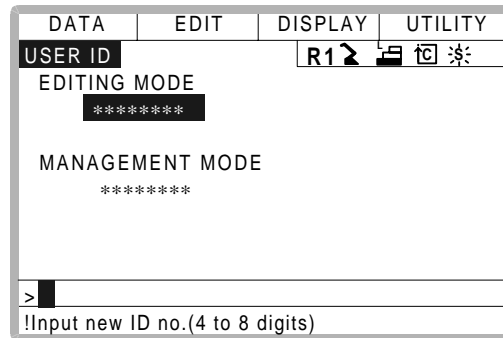 DATA EDIT DISPLAY UTILITY
USER ID R1 C S
EDITING MODE
********
MANAGEMENT MODE
********
>
!Input new ID no.(4 to 8 digits)